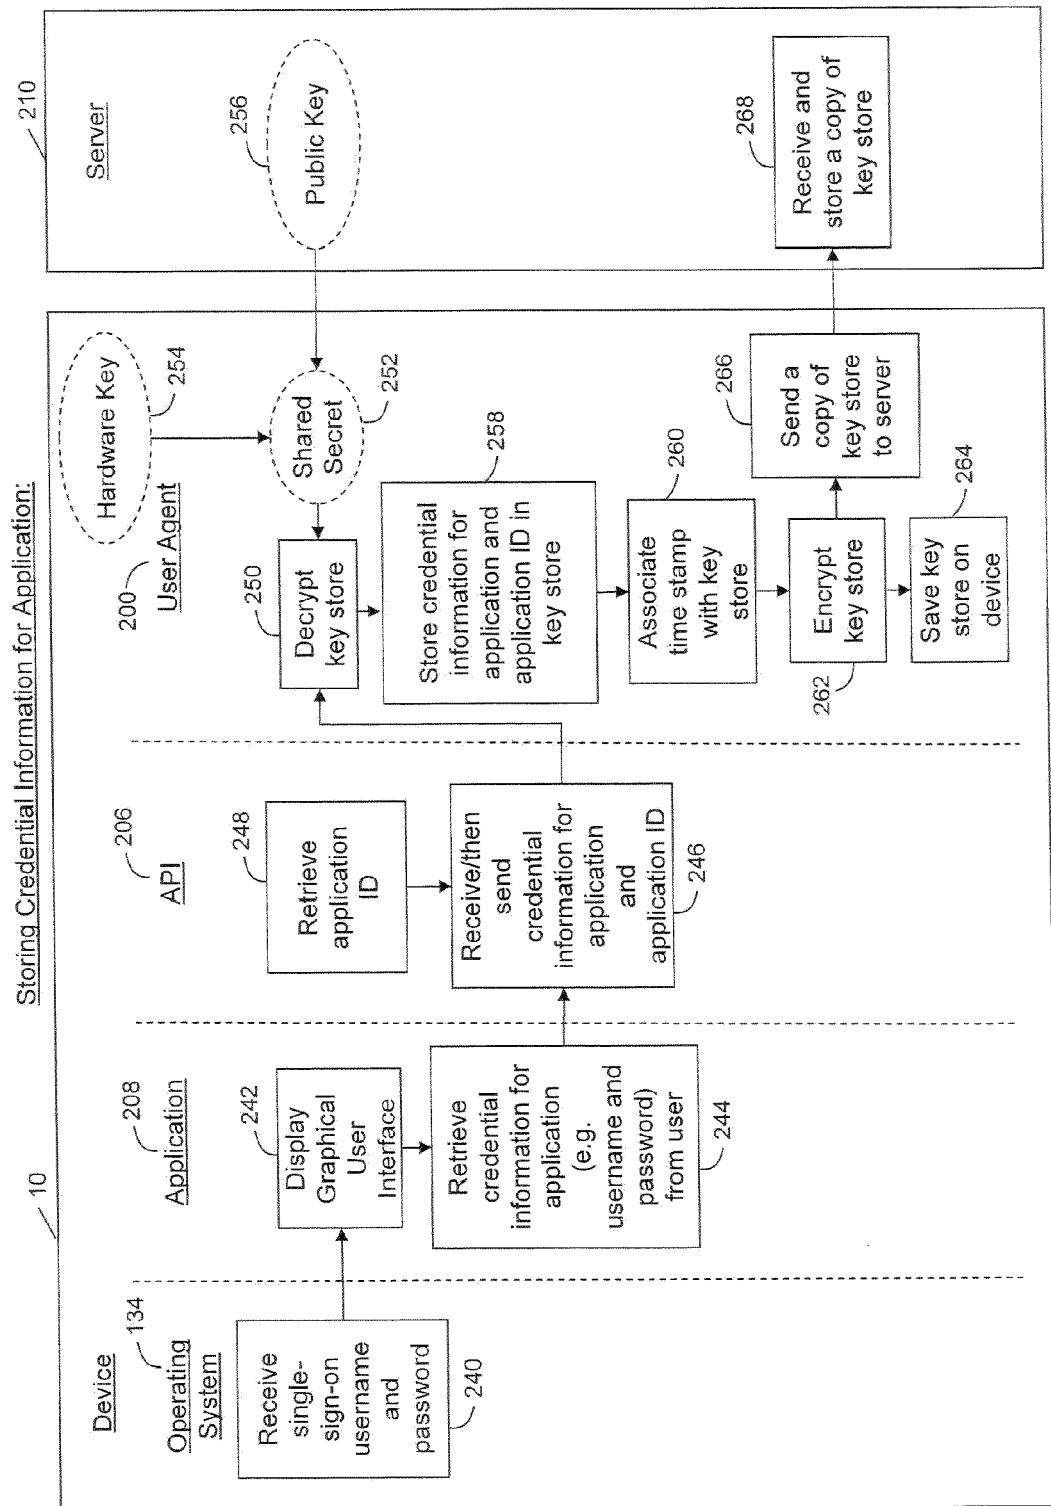 Storing Credential Information for Application:
10
Device
134
Operating
System
Receive
single-
sign-on
username
and
password
240
208
Application
242
Display
Graphical
User
Interface
Retrieve
credential
information for
application
(e.g.
username and
password)
from user
244
206
API
248
Retrieve
application
ID
Receive/then
send
credential
information for
application
and
application ID
246
200
User Agent
Hardware Key
254
250
Decrypt
key store
Shared
Secret
252
Store credential
information for
application and
application ID in
key store
258
Associate
time stamp
with key
store
260
Encrypt
key store
262
Save key
store on
device
264
266
Send a
copy of
key store
to server
210
Server
256
Public Key
268
Receive and
store a copy of
key store